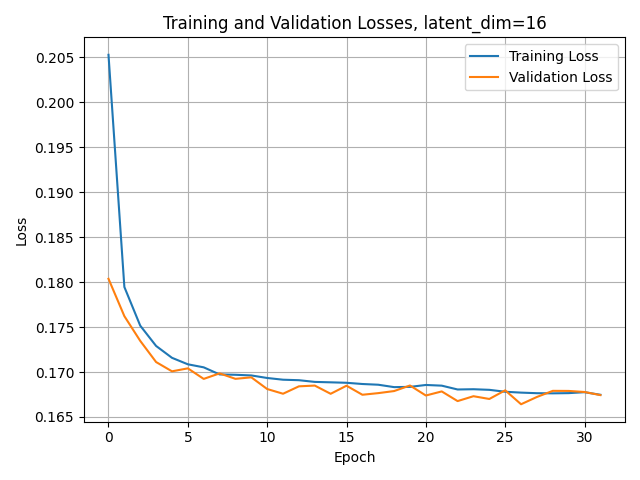 Training and Validation Losses, latent_dim=16
Training Loss
Validation Loss
0.205
0.200
0.195
0.190
0.185
0.180
0.175
0.170
0.165
Loss
0 5 10 15 20 25 30
Epoch